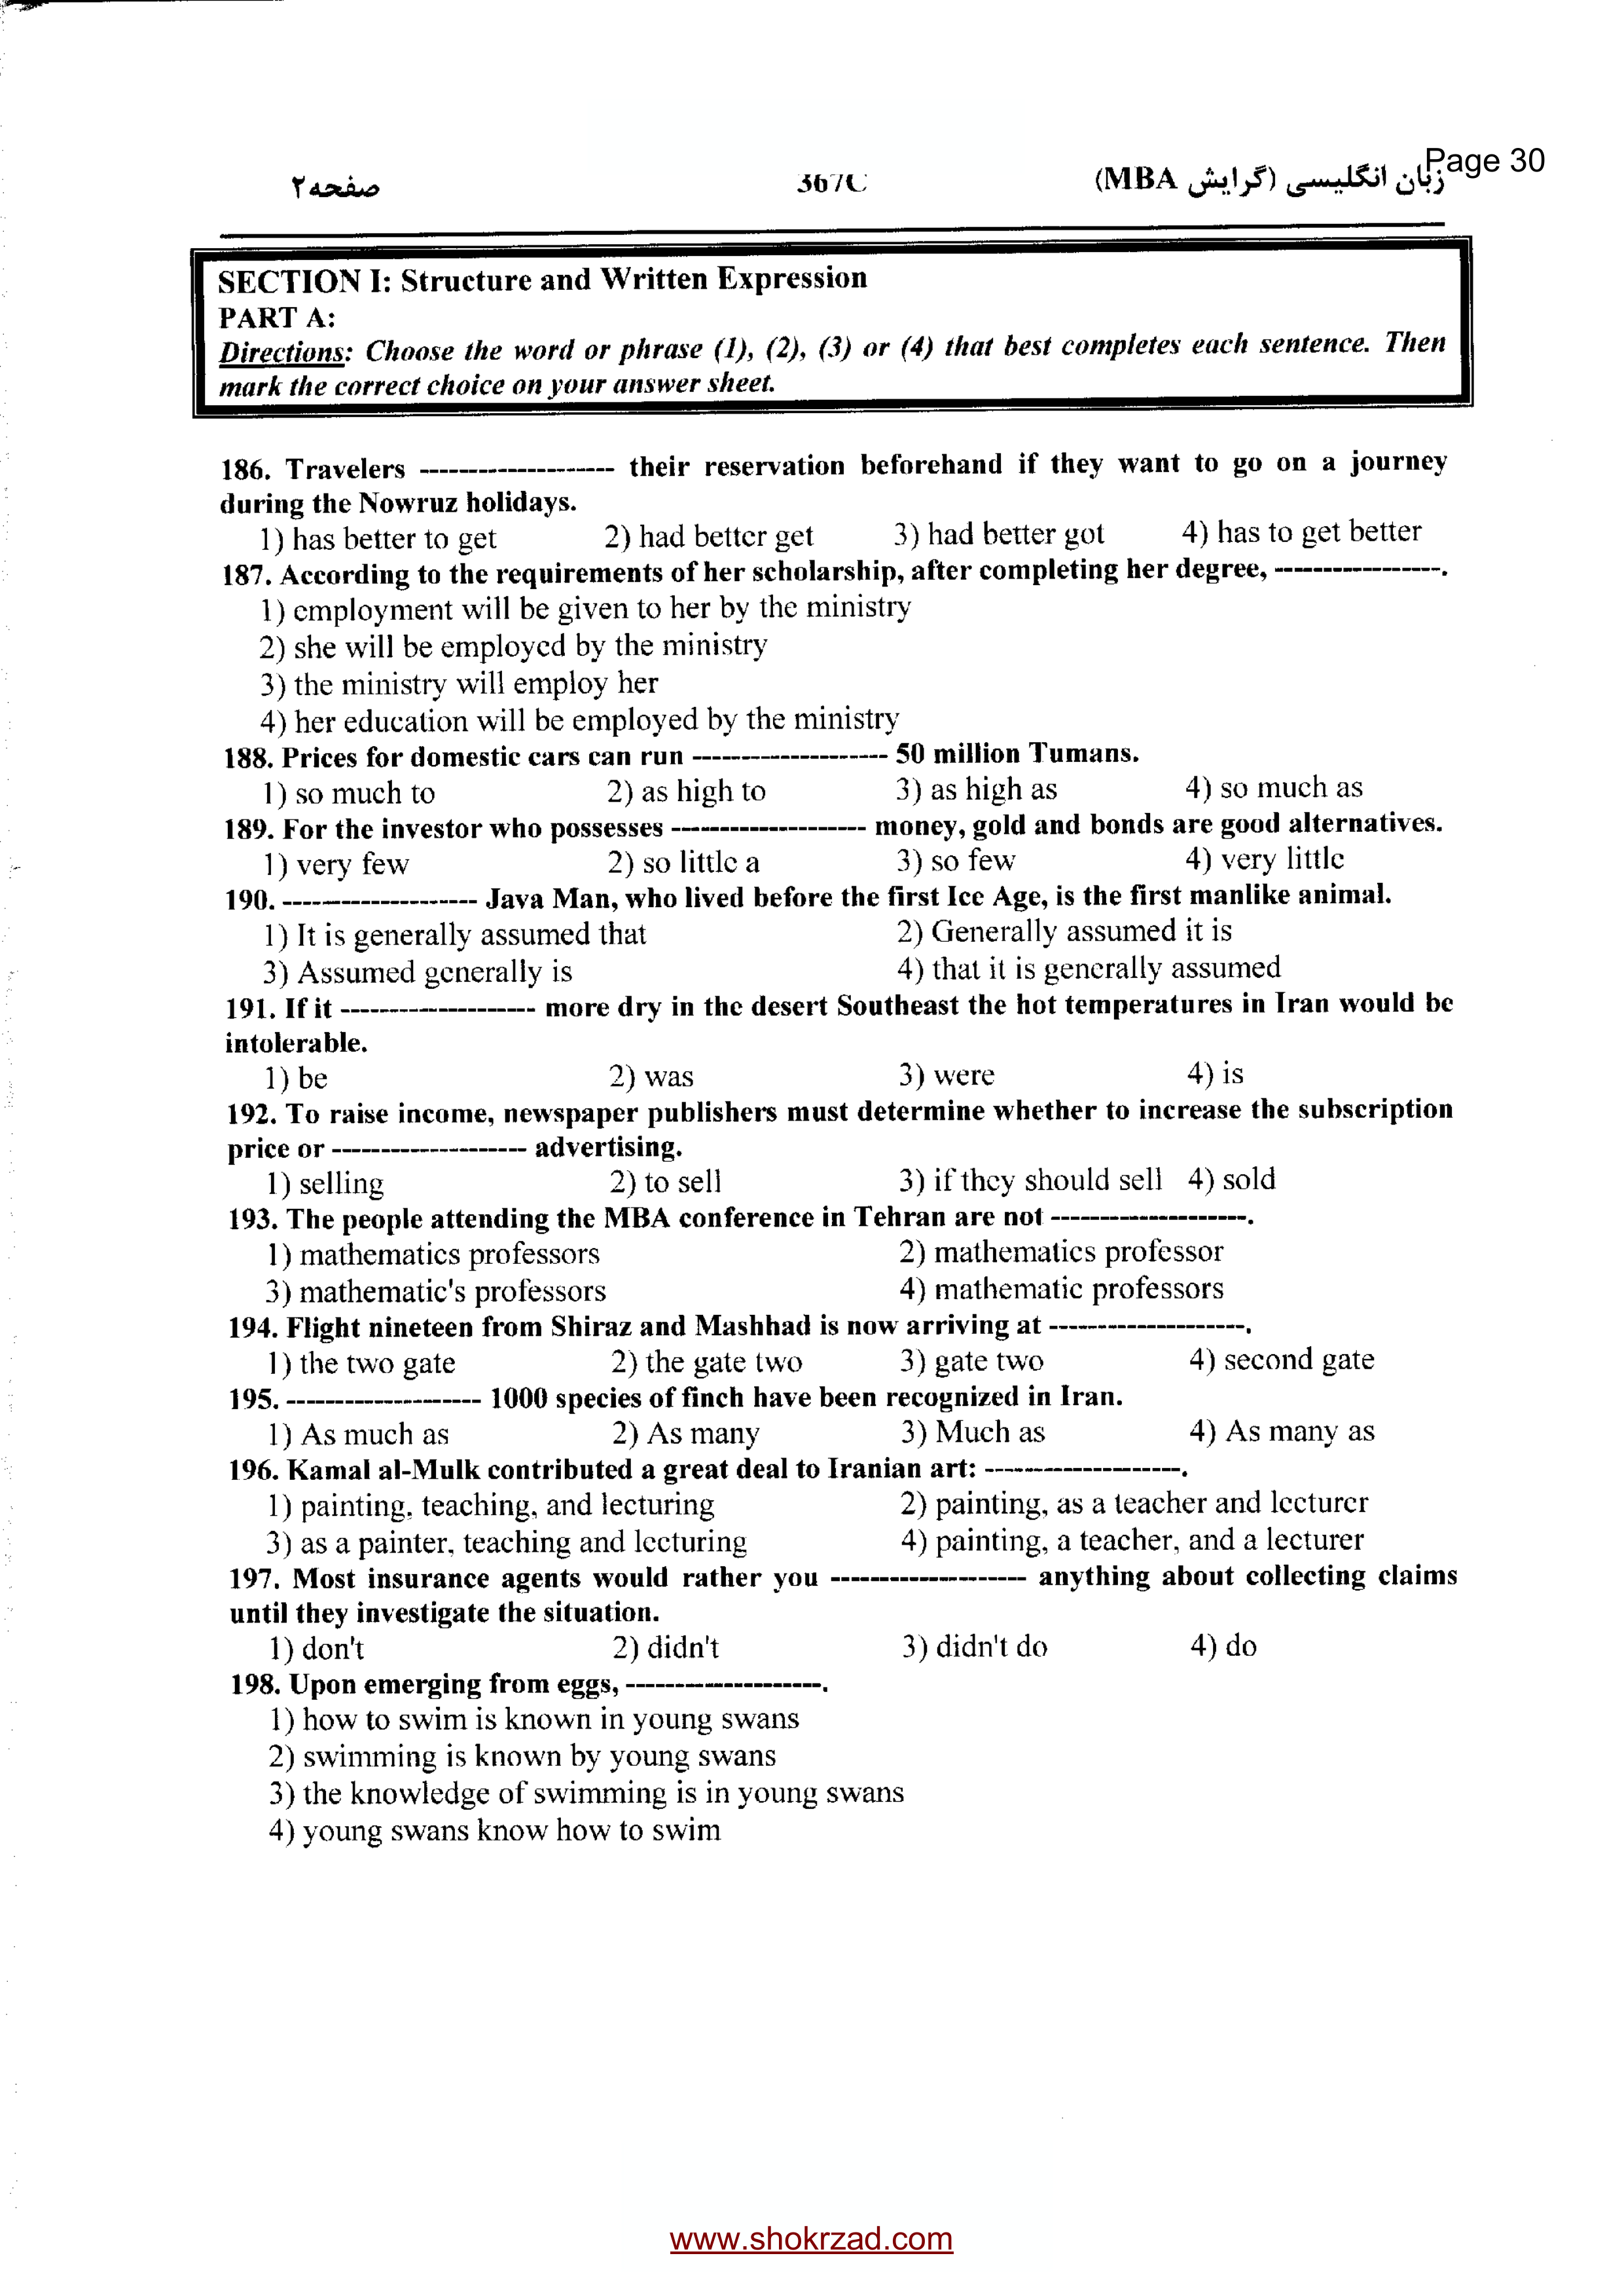 Page 30
زبان انگلیسی (گرایش MBA) 367C صفحه ۲
SECTION I: Structure and Written Expression
PART A:
Directions: Choose the word or phrase (1), (2), (3) or (4) that best completes each sentence. Then
mark the correct choice on your answer sheet.
186. Travelers -------------------- their reservation beforehand if they want to go on a journey
during the Nowruz holidays.
1) has better to get 2) had better get 3) had better got 4) has to get better
187. According to the requirements of her scholarship, after completing her degree, -----------------.
1) employment will be given to her by the ministry
2) she will be employed by the ministry
3) the ministry will employ her
4) her education will be employed by the ministry
188. Prices for domestic cars can run -------------------- 50 million Tumans.
1) so much to 2) as high to 3) as high as 4) so much as
189. For the investor who possesses -------------------- money, gold and bonds are good alternatives.
1) very few 2) so little a 3) so few 4) very little
190. -------------------- Java Man, who lived before the first Ice Age, is the first manlike animal.
1) It is generally assumed that 2) Generally assumed it is
3) Assumed generally is 4) that it is generally assumed
191. If it -------------------- more dry in the desert Southeast the hot temperatures in Iran would be
intolerable.
1) be 2) was 3) were 4) is
192. To raise income, newspaper publishers must determine whether to increase the subscription
price or -------------------- advertising.
1) selling 2) to sell 3) if they should sell 4) sold
193. The people attending the MBA conference in Tehran are not --------------------.
1) mathematics professors 2) mathematics professor
3) mathematic's professors 4) mathematic professors
194. Flight nineteen from Shiraz and Mashhad is now arriving at --------------------.
1) the two gate 2) the gate two 3) gate two 4) second gate
195. -------------------- 1000 species of finch have been recognized in Iran.
1) As much as 2) As many 3) Much as 4) As many as
196. Kamal al-Mulk contributed a great deal to Iranian art: --------------------.
1) painting, teaching, and lecturing 2) painting, as a teacher and lecturer
3) as a painter, teaching and lecturing 4) painting, a teacher, and a lecturer
197. Most insurance agents would rather you -------------------- anything about collecting claims
until they investigate the situation.
1) don't 2) didn't 3) didn't do 4) do
198. Upon emerging from eggs, --------------------.
1) how to swim is known in young swans
2) swimming is known by young swans
3) the knowledge of swimming is in young swans
4) young swans know how to swim
www.shokrzad.com